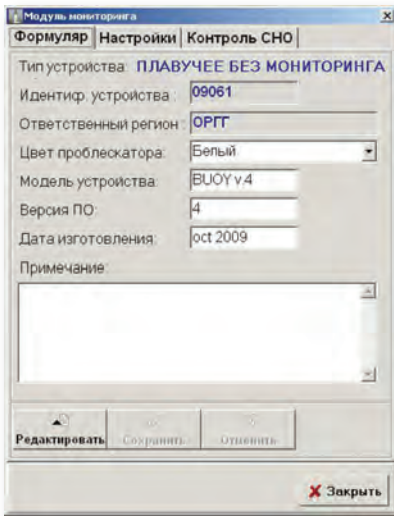 Модуль мониторинга
Формуляр Настройки Контроль СНО
Тип устройства: ПЛАВУЧЕЕ БЕЗ МОНИТОРИНГА
Идентиф. устройства: 09061
Ответственный регион: ОРГГ
Цвет проблескатора: Белый
Модель устройства: BUOY v.4
Версия ПО: 4
Дата изготовления: oct 2009
Примечание:
Редактировать Сохранить Отменить
Закрыть